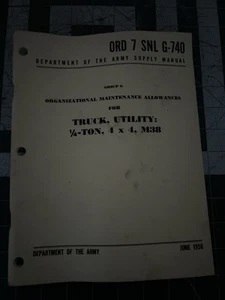 ORD 7 SNL G-740
DEPARTMENT OF THE ARMY SUPPLY MANUAL
ORGANIZATIONAL MAINTENANCE ALLOWANCES
FOR
TRUCK, UTILITY:
¼-TON, 4 x 4, M38
DEPARTMENT OF THE ARMY
JUNE